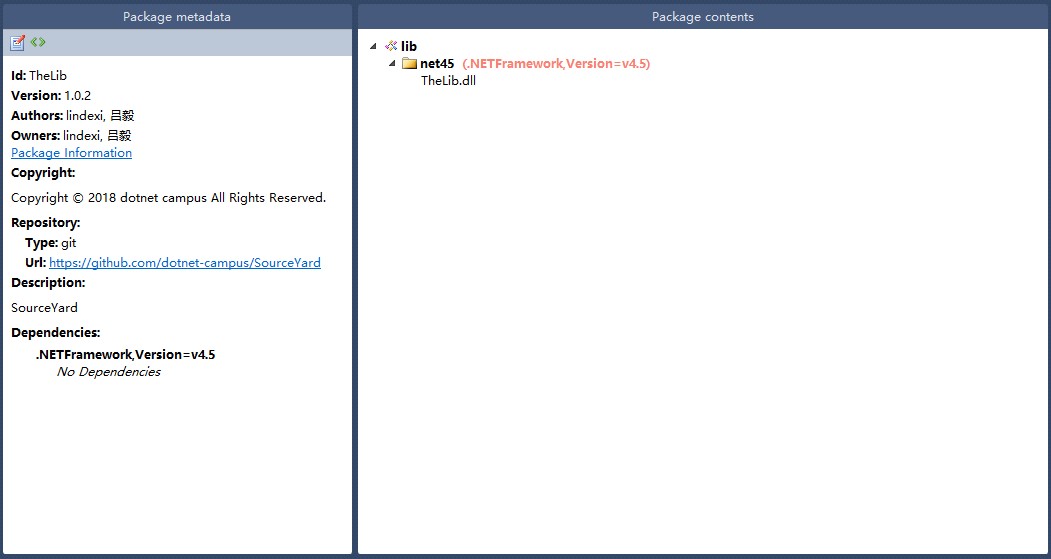 Package metadata
Id: TheLib
Version: 1.0.2
Authors: lindexi, 吕毅
Owners: lindexi, 吕毅
Package Information
Copyright:
Copyright © 2018 dotnet campus All Rights Reserved.
Repository:
Type: git
Url: https://github.com/dotnet-campus/SourceYard
Description:
SourceYard
Dependencies:
.NETFramework,Version=v4.5
No Dependencies
Package contents
lib
net45 (.NETFramework,Version=v4.5)
TheLib.dll